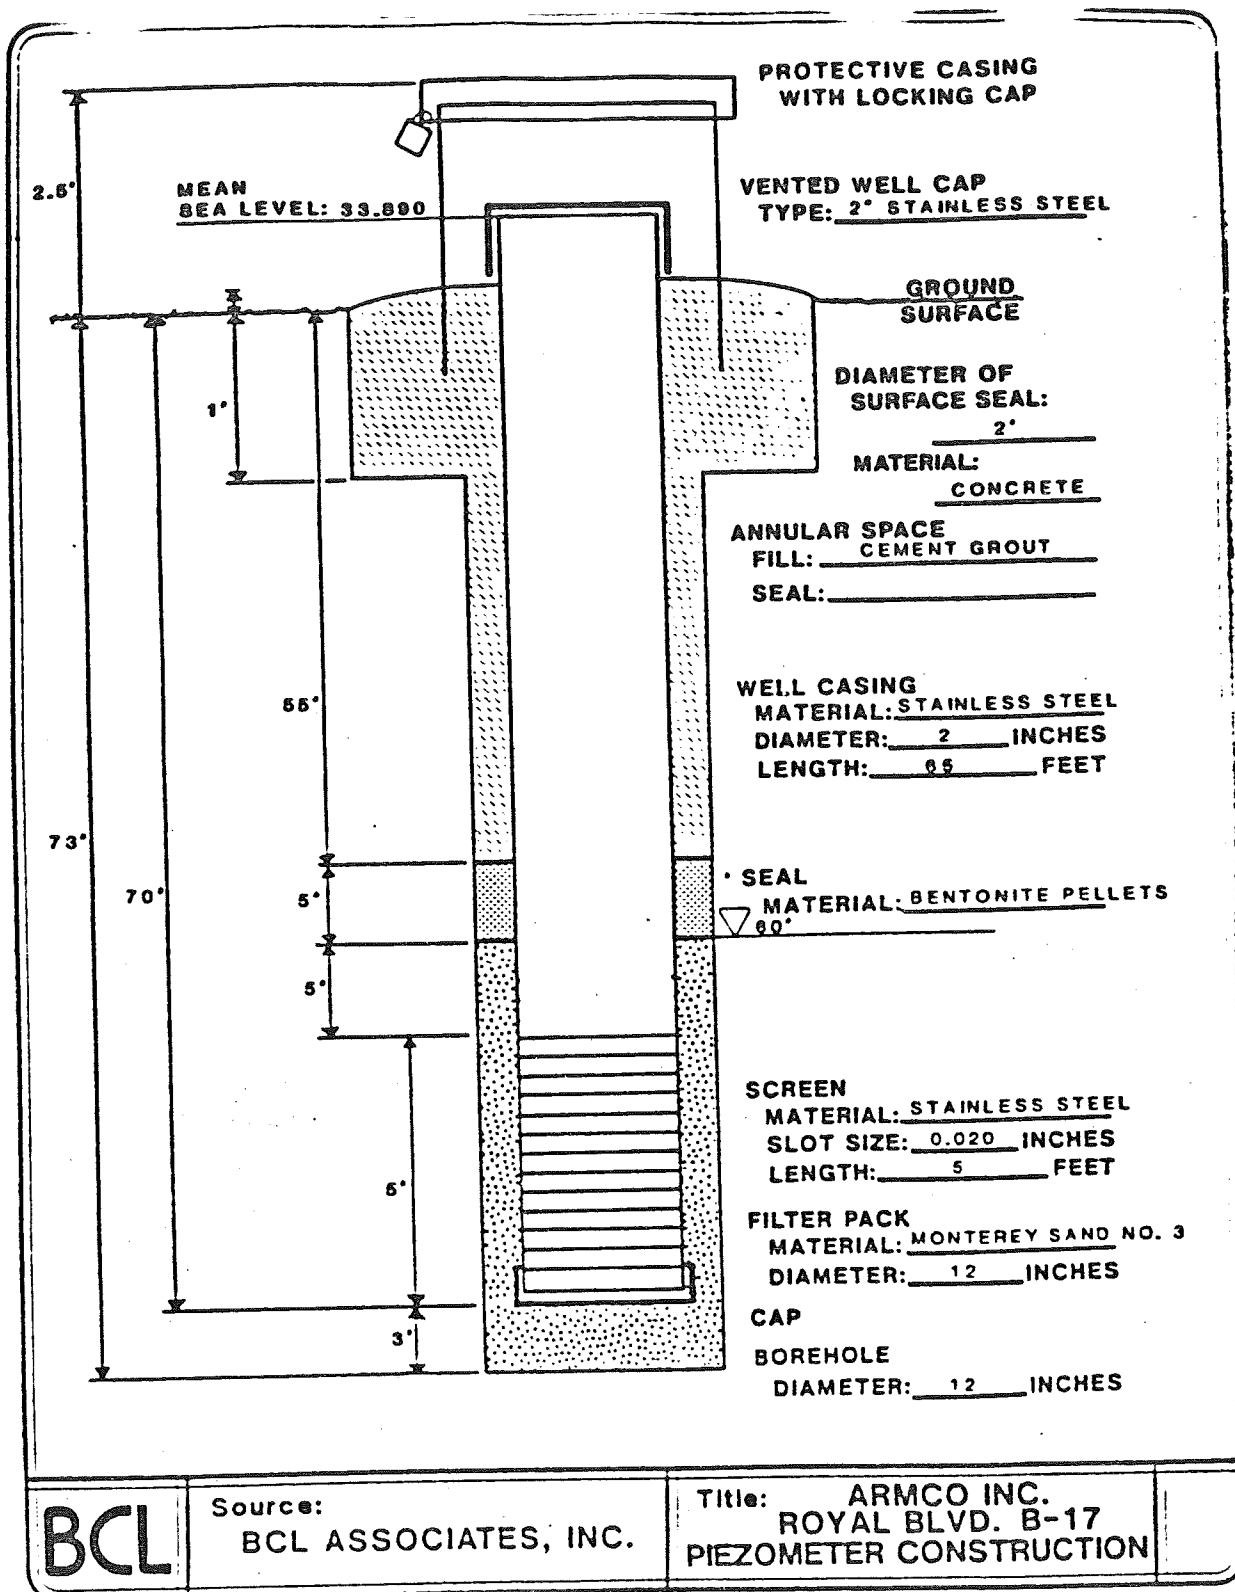 PROTECTIVE CASING
WITH LOCKING CAP
2.5'
MEAN
SEA LEVEL: 33.890
VENTED WELL CAP
TYPE: 2" STAINLESS STEEL
GROUND
SURFACE
DIAMETER OF
SURFACE SEAL:
2'
1'
MATERIAL:
CONCRETE
ANNULAR SPACE
FILL: CEMENT GROUT
SEAL:
WELL CASING
MATERIAL: STAINLESS STEEL
55'
DIAMETER: 2 INCHES
LENGTH: 65 FEET
73'
70'
5'
SEAL
MATERIAL: BENTONITE PELLETS
60'
5'
SCREEN
MATERIAL: STAINLESS STEEL
SLOT SIZE: 0.020 INCHES
LENGTH: 5 FEET
5'
FILTER PACK
MATERIAL: MONTEREY SAND NO. 3
DIAMETER: 12 INCHES
CAP
3'
BOREHOLE
DIAMETER: 12 INCHES
BCL
Source:
BCL ASSOCIATES, INC.
Title: ARMCO INC.
ROYAL BLVD. B-17
PIEZOMETER CONSTRUCTION